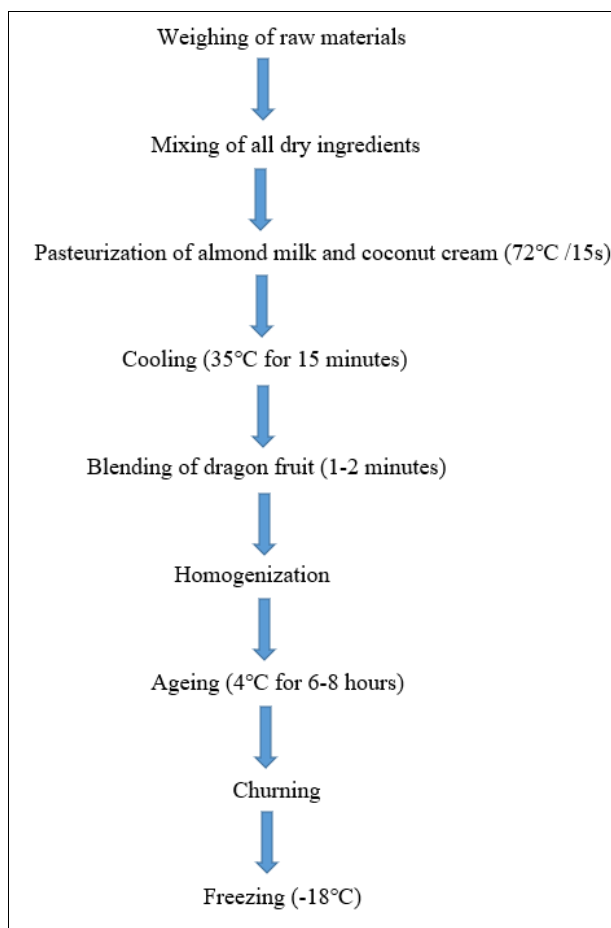 Weighing of raw materials
Mixing of all dry ingredients
Pasteurization of almond milk and coconut cream (72℃ /15s)
Cooling (35℃ for 15 minutes)
Blending of dragon fruit (1-2 minutes)
Homogenization
Ageing (4℃ for 6-8 hours)
Churning
Freezing (-18℃)